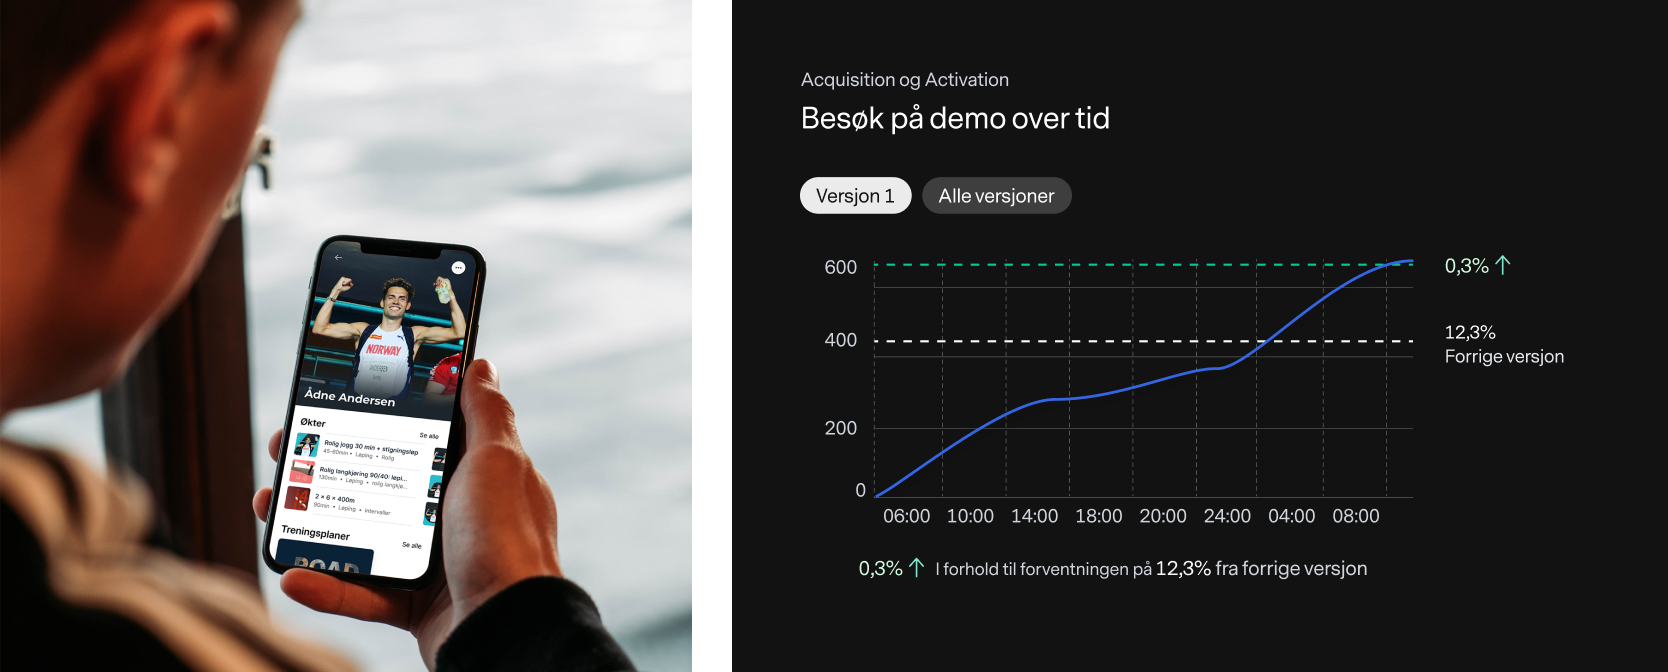 NORWAY
Ådne Andersen
Økter
Se alle
Rolig jogg 30 min + stigningsløp
45-60min • Løping • Rolig
Rolig langkjøring 90/40: løpi...
130min • Løping • rolig langkjø...
2 x 6 x 400m
90min • Løping • Intervaller
Treningsplaner
Se alle
ROAD
Acquisition og Activation
Besøk på demo over tid
Versjon 1
Alle versjoner
600
400
200
0
0,3% ↑
12,3%
Forrige versjon
06:00 10:00 14:00 18:00 20:00 24:00 04:00 08:00
0,3% ↑ I forhold til forventningen på 12,3% fra forrige versjon